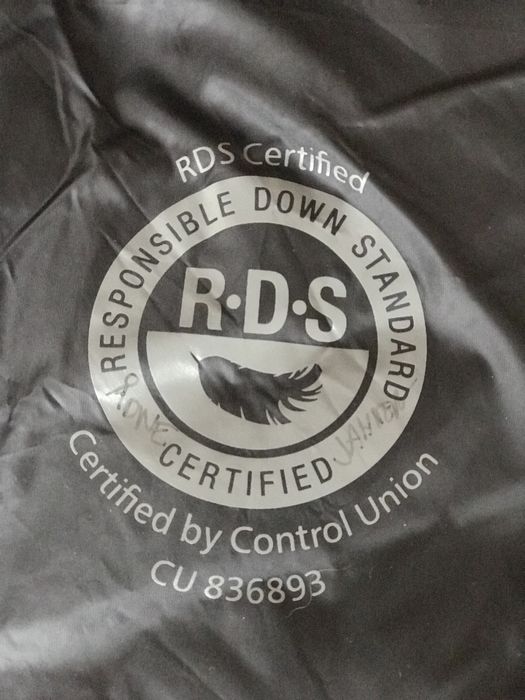 RDS Certified
RESPONSIBLE DOWN STANDARD
R·D·S
CERTIFIED
Certified by Control Union
CU 836893